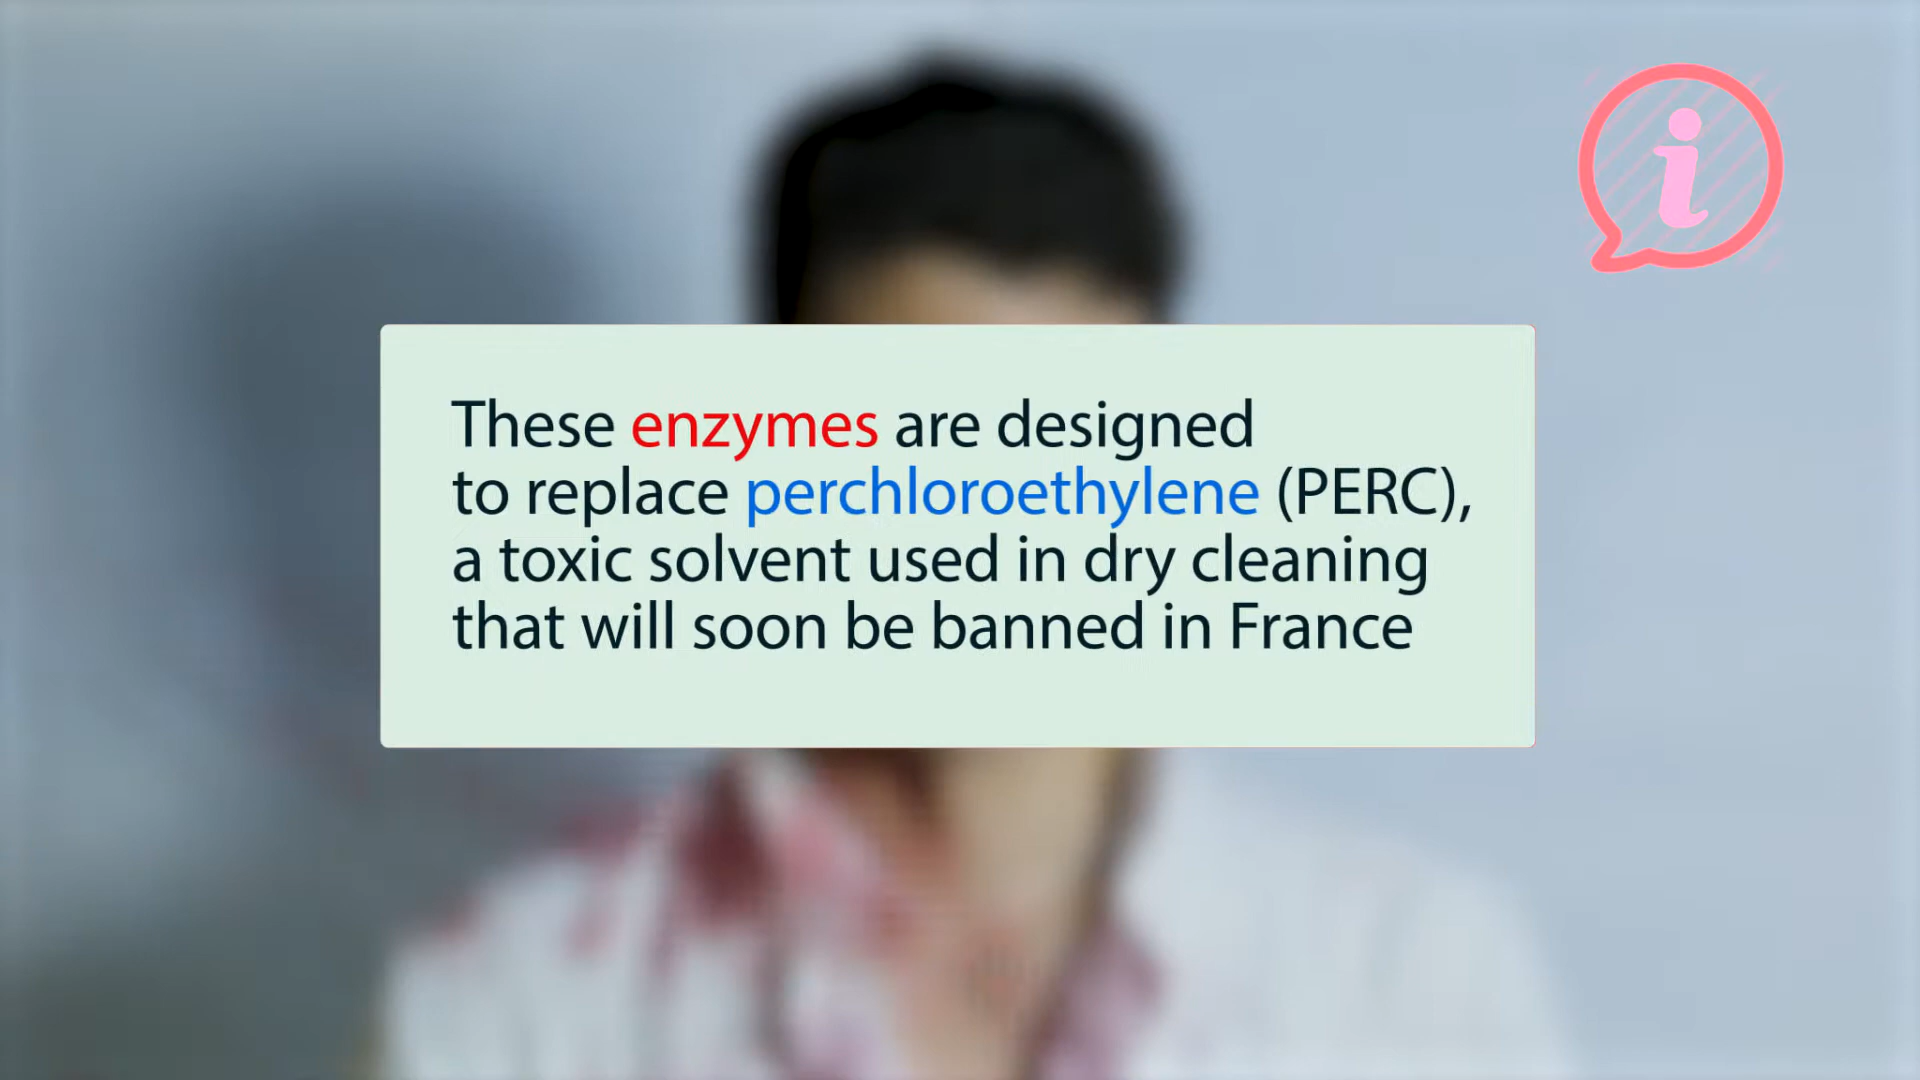 These enzymes are designed
to replace perchloroethylene (PERC),
a toxic solvent used in dry cleaning
that will soon be banned in France